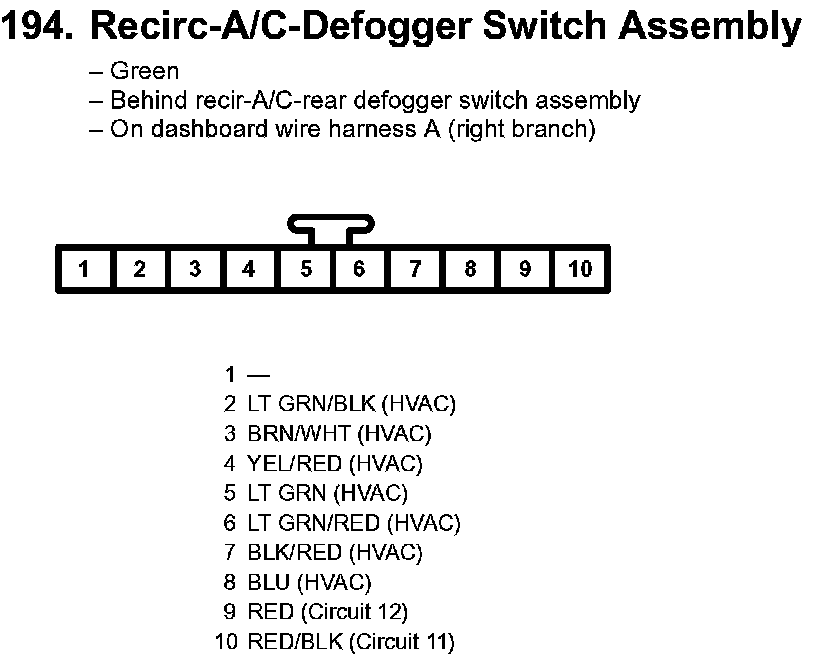 194. Recirc-A/C-Defogger Switch Assembly
– Green
– Behind recir-A/C-rear defogger switch assembly
– On dashboard wire harness A (right branch)
1 2 3 4 5 6 7 8 9 10
1 —
2 LT GRN/BLK (HVAC)
3 BRN/WHT (HVAC)
4 YEL/RED (HVAC)
5 LT GRN (HVAC)
6 LT GRN/RED (HVAC)
7 BLK/RED (HVAC)
8 BLU (HVAC)
9 RED (Circuit 12)
10 RED/BLK (Circuit 11)